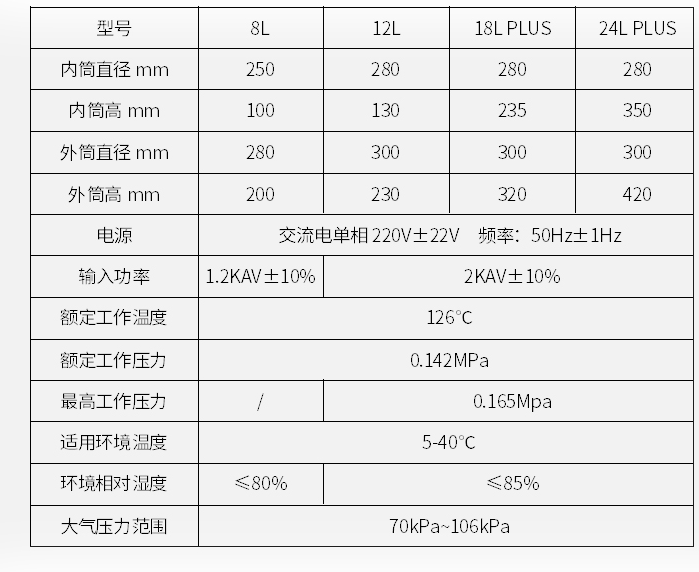 型号 8L 12L 18L PLUS 24L PLUS
内筒直径 mm 250 280 280 280
内筒高 mm 100 130 235 350
外筒直径 mm 280 300 300 300
外筒高 mm 200 230 320 420
电源 交流电单相 220V±22V 频率：50Hz±1Hz
输入功率 1.2KAV±10% 2KAV±10%
额定工作温度 126℃
额定工作压力 0.142MPa
最高工作压力 / 0.165Mpa
适用环境温度 5-40℃
环境相对湿度 ≤80% ≤85%
大气压力范围 70kPa~106kPa